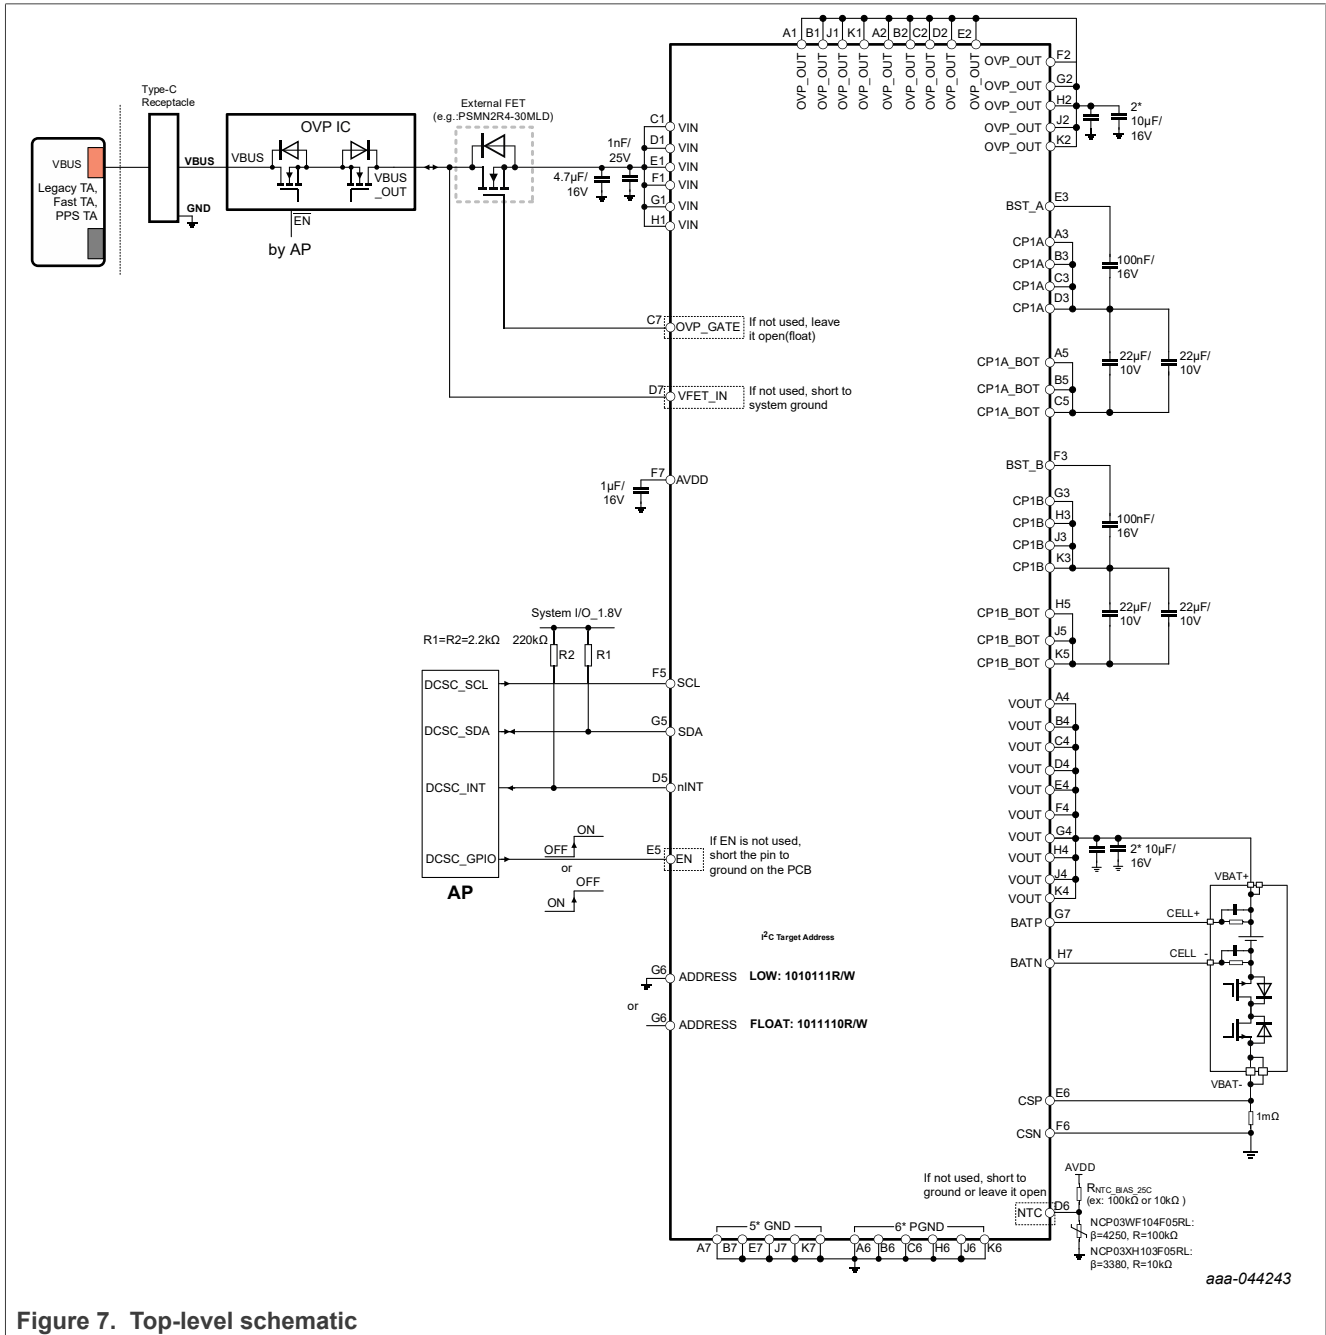 A1 B1 J1 K1 A2 B2 C2 D2 E2
OVP_OUT
OVP_OUT
OVP_OUT
OVP_OUT
OVP_OUT
OVP_OUT
OVP_OUT
OVP_OUT
OVP_OUT
OVP_OUT F2
OVP_OUT G2
OVP_OUT H2
OVP_OUT J2
OVP_OUT K2
2*
10µF/
16V
Type-C
Receptacle
VBUS
Legacy TA,
Fast TA,
PPS TA
VBUS
GND
OVP IC
VBUS
VBUS
_OUT
EN
by AP
External FET
(e.g.:PSMN2R4-30MLD)
4.7µF/
16V
1nF/
25V
C1 VIN
D1 VIN
E1 VIN
F1 VIN
G1 VIN
H1 VIN
C7 OVP_GATE
If not used, leave
it open(float)
D7 VFET_IN
If not used, short to
system ground
F7 AVDD
1µF/
16V
BST_A E3
CP1A A3
CP1A B3
CP1A C3
CP1A D3
100nF/
16V
CP1A_BOT A5
CP1A_BOT B5
CP1A_BOT C5
22µF/
10V
22µF/
10V
BST_B F3
CP1B G3
CP1B H3
CP1B J3
CP1B K3
100nF/
16V
CP1B_BOT H5
CP1B_BOT J5
CP1B_BOT K5
22µF/
10V
22µF/
10V
System I/O_1.8V
R1=R2=2.2kΩ
220kΩ
R2
R1
DCSC_SCL
F5 SCL
DCSC_SDA
G5 SDA
DCSC_INT
D5 nINT
DCSC_GPIO
OFF ON
or
ON OFF
E5 EN
If EN is not used,
short the pin to
ground on the PCB
AP
VOUT A4
VOUT B4
VOUT C4
VOUT D4
VOUT E4
VOUT F4
VOUT G4
VOUT H4
VOUT J4
VOUT K4
2* 10µF/
16V
VBAT+
BATP G7
CELL+
BATN H7
CELL -
VBAT-
I2C Target Address
G6 ADDRESS LOW: 1010111R/W
or
G6 ADDRESS FLOAT: 1011110R/W
CSP E6
1mΩ
CSN F6
If not used, short to
ground or leave it open
AVDD
RNTC_BIAS_25C
(ex: 100kΩ or 10kΩ )
NTC D6
NCP03WF104F05RL:
β=4250, R=100kΩ
NCP03XH103F05RL:
β=3380, R=10kΩ
5* GND
6* PGND
A7 B7 E7 J7 K7 A6 B6 C6 H6 J6 K6
aaa-044243
Figure 7. Top-level schematic